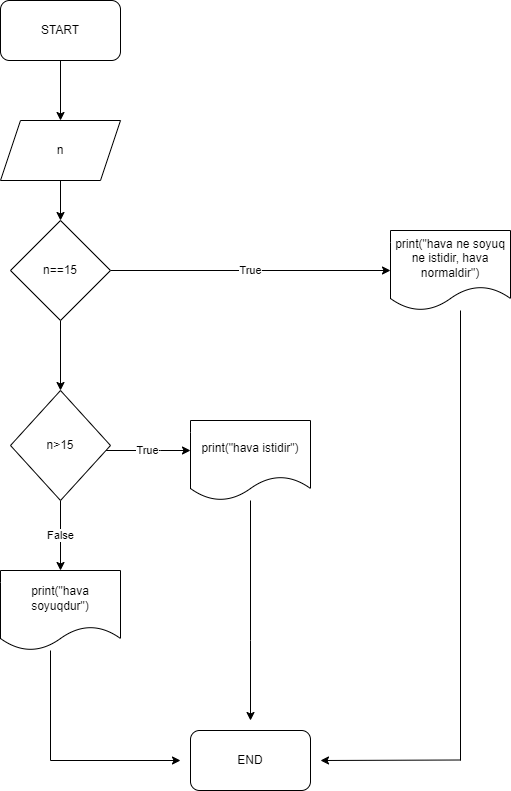 START
n
n==15
True
print("hava ne soyuq
ne istidir, hava
normaldir")
n>15
True
print("hava istidir")
False
print("hava
soyuqdur")
END